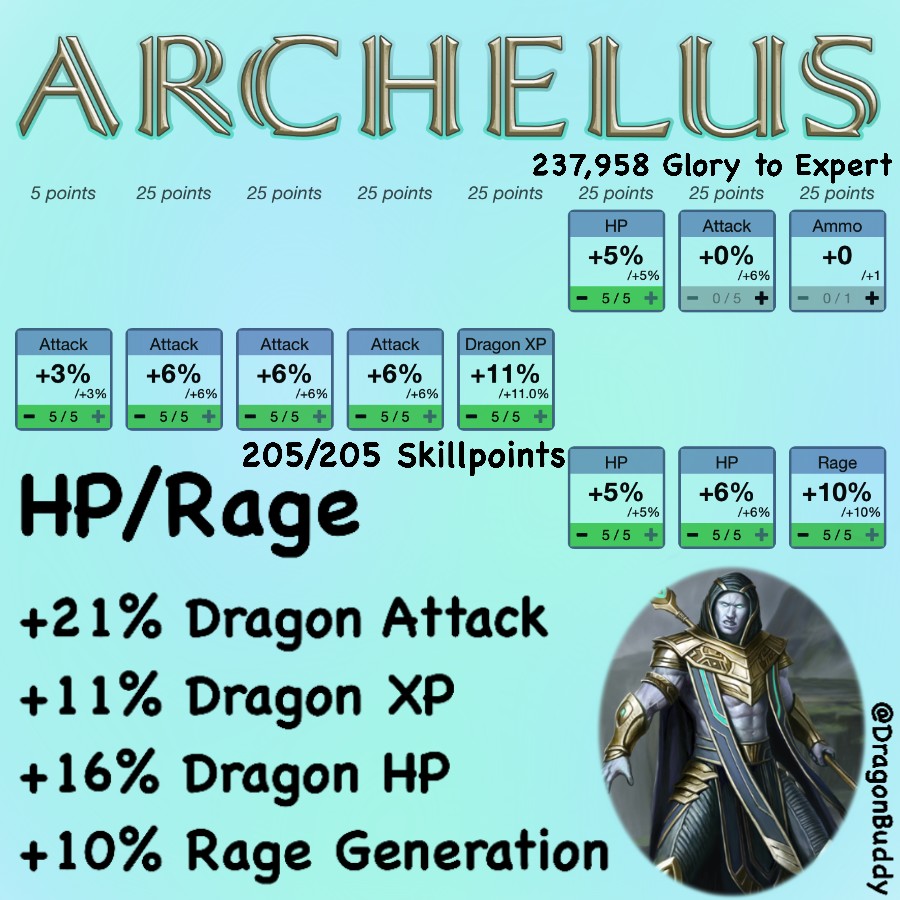 ARCHELUS
237,958 Glory to Expert
5 points 25 points 25 points 25 points 25 points 25 points 25 points 25 points
HP Attack Ammo
+5% +0% +0
/+5% /+6% /+1
- 5 / 5 + - 0 / 5 + - 0 / 1 +
Attack Attack Attack Attack Dragon XP
+3% +6% +6% +6% +11%
/+3% /+6% /+6% /+6% /+11.0%
- 5 / 5 + - 5 / 5 + - 5 / 5 + - 5 / 5 + - 5 / 5 +
205/205 Skillpoints
HP HP Rage
+5% +6% +10%
/+5% /+6% /+10%
- 5 / 5 + - 5 / 5 + - 5 / 5 +
HP/Rage
+21% Dragon Attack
+11% Dragon XP
+16% Dragon HP
+10% Rage Generation
@DragonBuddy